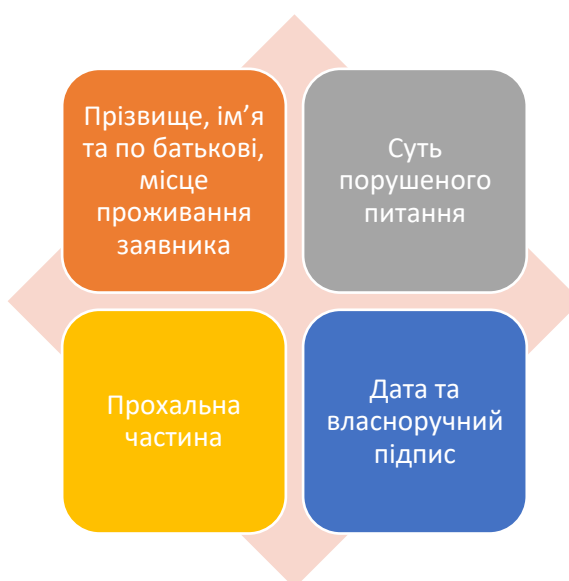 Прізвище, ім’я
та по батькові,
місце
проживання
заявника
Суть
порушеного
питання
Прохальна
частина
Дата та
власноручний
підпис